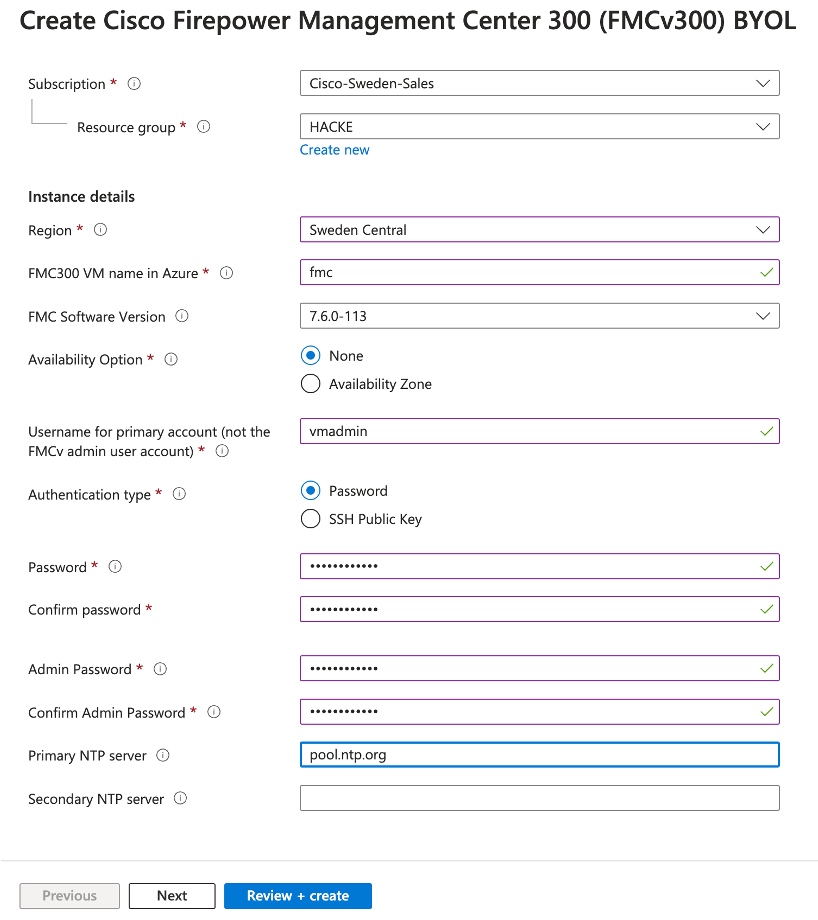 Create Cisco Firepower Management Center 300 (FMCv300) BYOL
Subscription *
Cisco-Sweden-Sales
Resource group *
HACKE
Create new
Instance details
Region *
Sweden Central
FMC300 VM name in Azure *
fmc
FMC Software Version
7.6.0-113
Availability Option *
None
Availability Zone
Username for primary account (not the
FMCv admin user account) *
vmadmin
Authentication type *
Password
SSH Public Key
Password *
••••••••••••
Confirm password *
••••••••••••
Admin Password *
••••••••••••
Confirm Admin Password *
••••••••••••
Primary NTP server
pool.ntp.org
Secondary NTP server
Previous
Next
Review + create